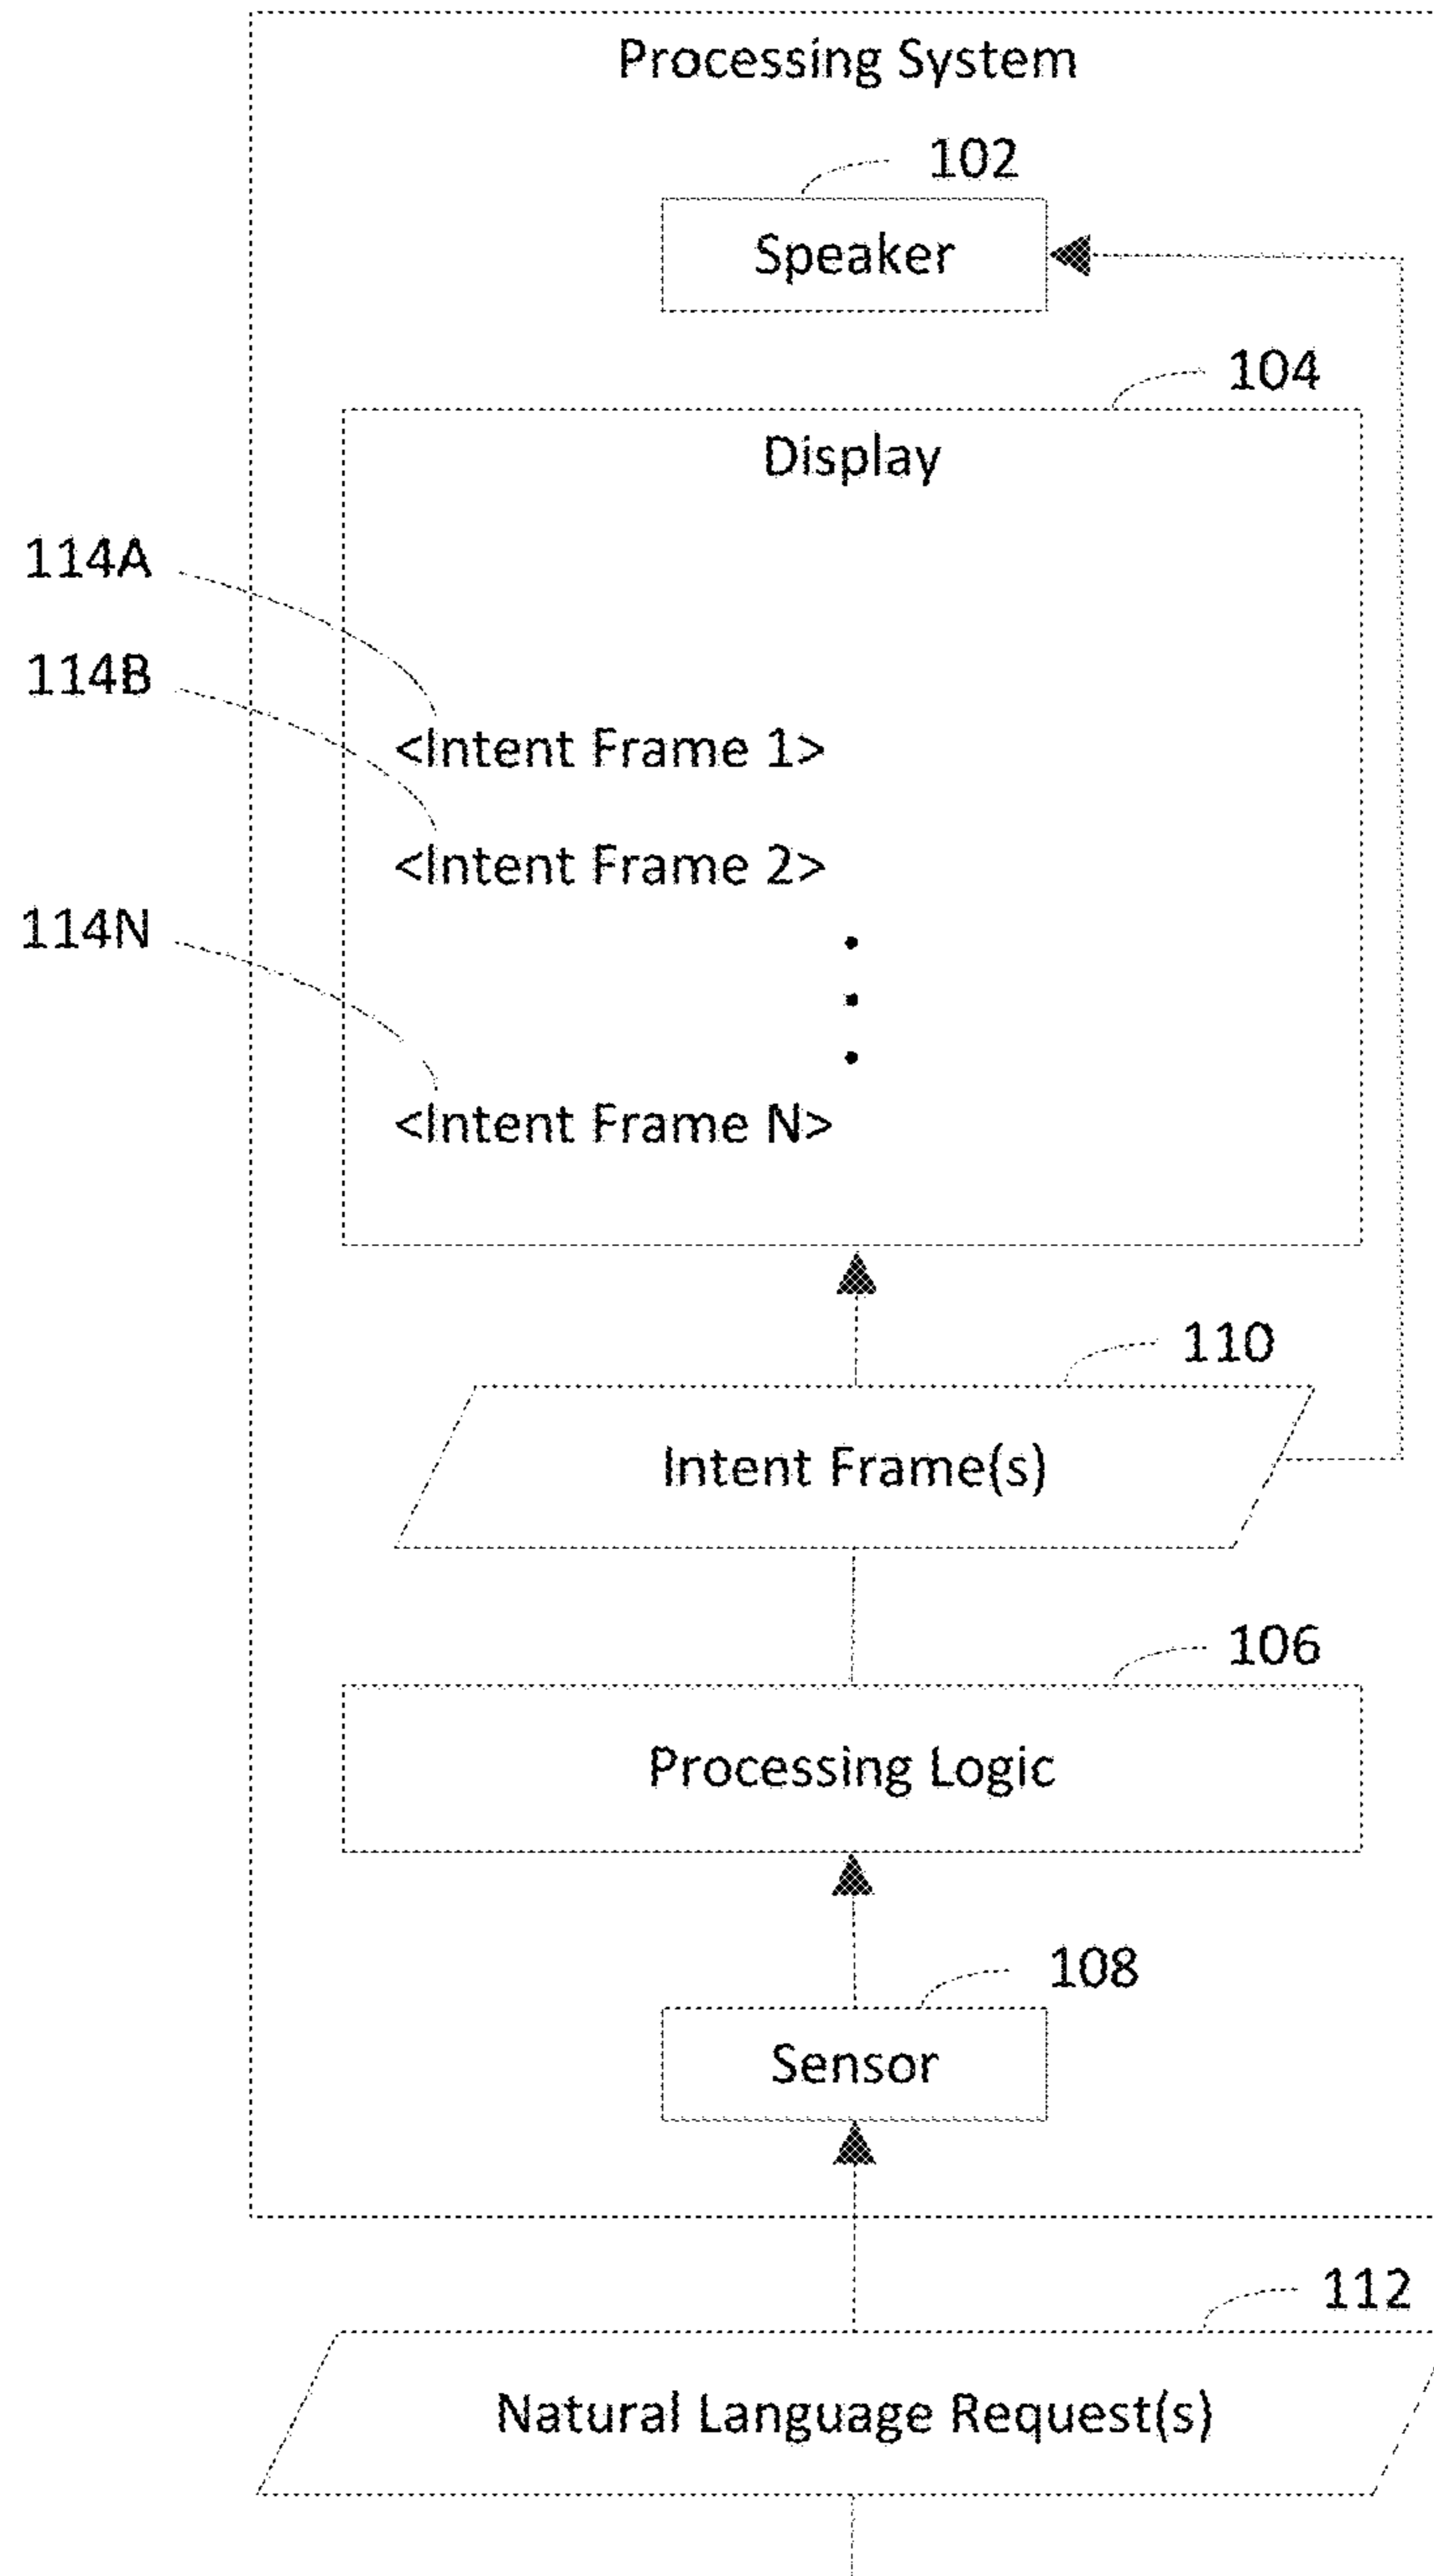 Processing System
102
Speaker
104
Display
114A
114B
<Intent Frame 1>
<Intent Frame 2>
114N
<Intent Frame N>
110
Intent Frame(s)
106
Processing Logic
108
Sensor
112
Natural Language Request(s)